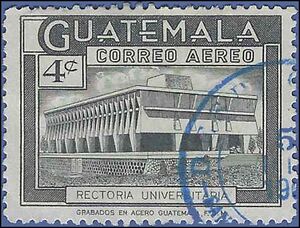 GUATEMALA
CORREO AEREO
4¢
RECTORIA UNIVERSITARIA
GRABADOS EN ACERO GUATEMALA